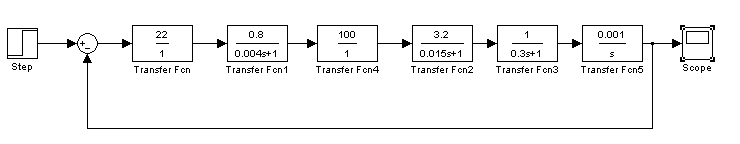 22
1
0.8
0.004s+1
100
1
3.2
0.015s+1
1
0.3s+1
0.001
s
Step
Transfer Fcn
Transfer Fcn1
Transfer Fcn4
Transfer Fcn2
Transfer Fcn3
Transfer Fcn5
Scope